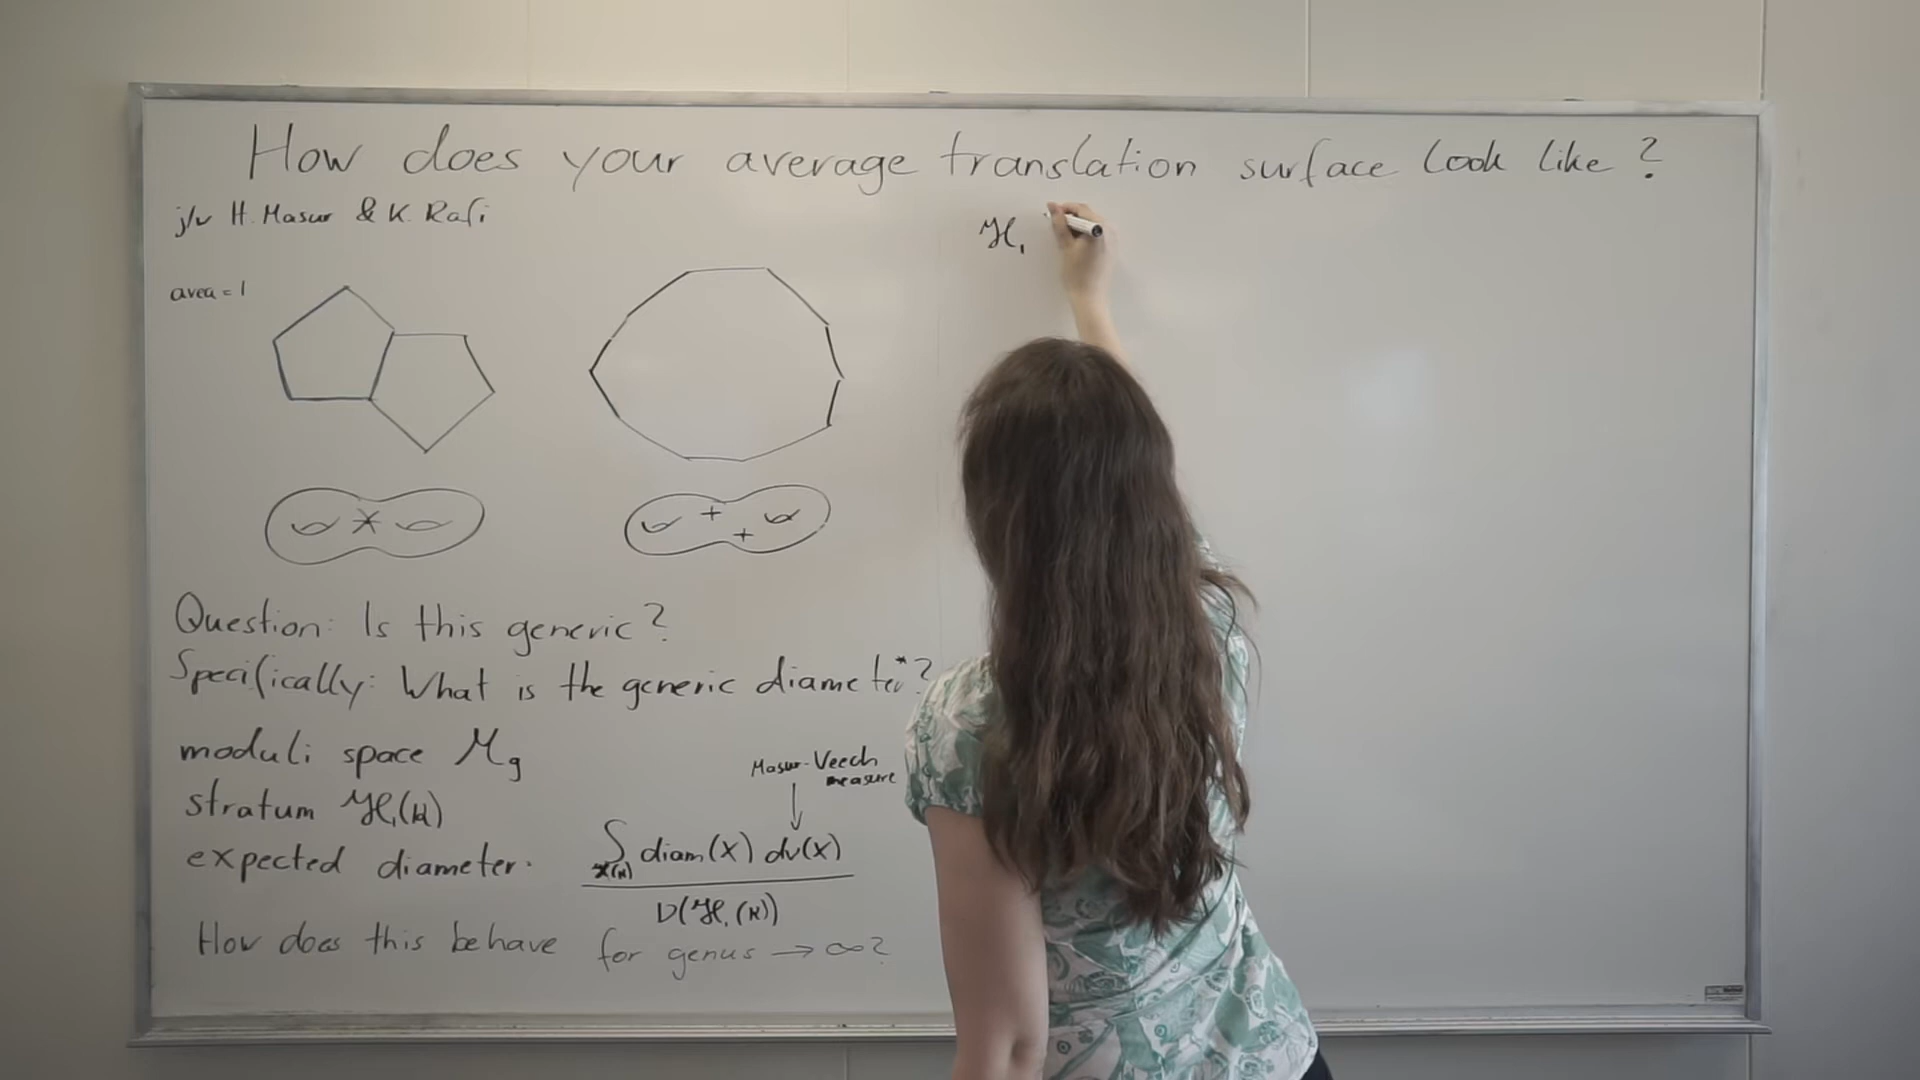 How does your average translation surface look like?
j/w H. Masur & K. Rafi
area = 1
Question: Is this generic?
Specifically: What is the generic diameter*?
moduli space M_g
stratum ℋ₁(κ)
Masur-Veech
measure
↓
expected diameter:
∫_ℋ(κ) diam(X) dν(X)
ν(ℋ₁(κ))
How does this behave for genus → ∞?
ℋ₁